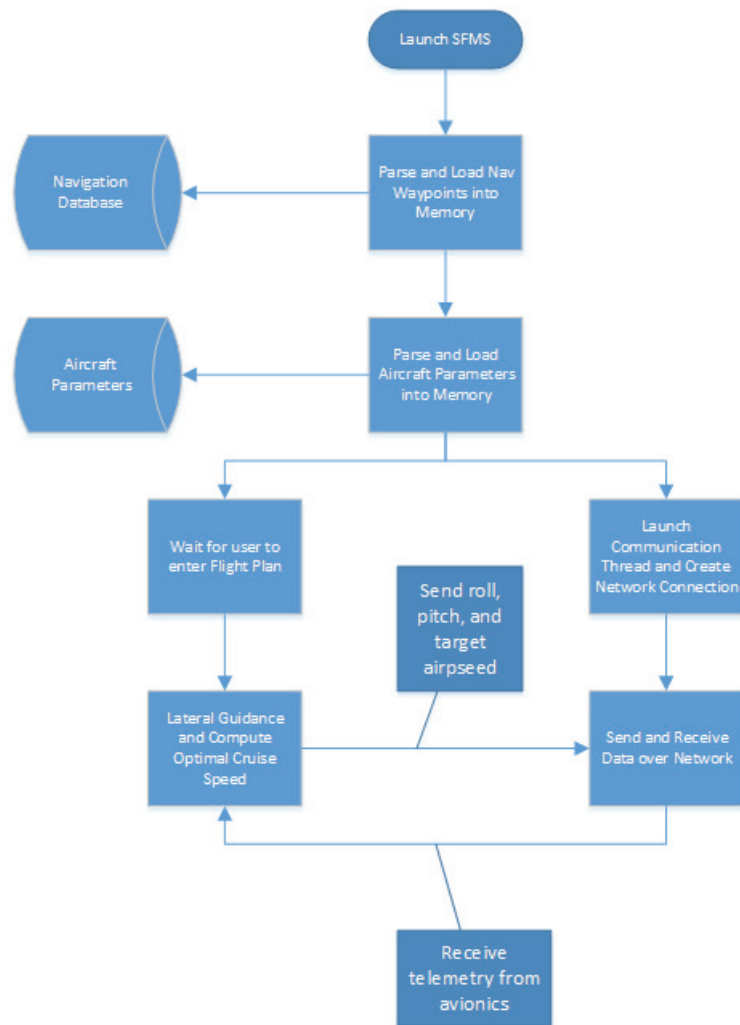 Launch SFMS
Navigation
Database
Parse and Load Nav
Waypoints into
Memory
Aircraft
Parameters
Parse and Load
Aircraft Parameters
into Memory
Wait for user to
enter Flight Plan
Launch
Communication
Thread and Create
Network Connection
Send roll,
pitch, and
target
airpseed
Lateral Guidance
and Compute
Optimal Cruise
Speed
Send and Receive
Data over Network
Receive
telemetry from
avionics